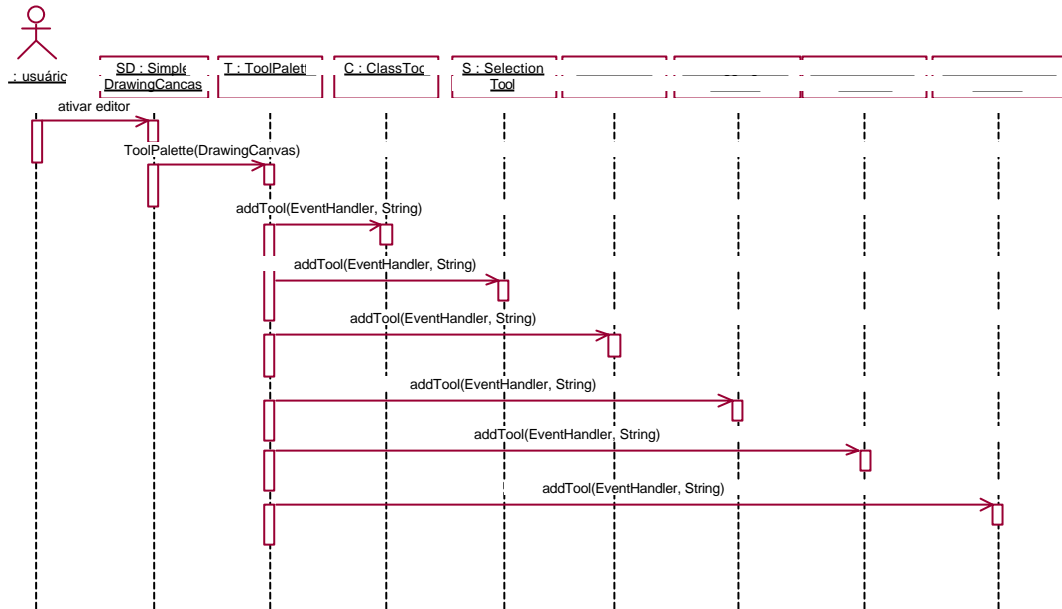 : usuário
SD : Simple
DrawingCancas
T : ToolPalett
C : ClassToo
S : Selection
Tool
ativar editor
ToolPalette(DrawingCanvas)
addTool(EventHandler, String)
addTool(EventHandler, String)
addTool(EventHandler, String)
addTool(EventHandler, String)
addTool(EventHandler, String)
addTool(EventHandler, String)